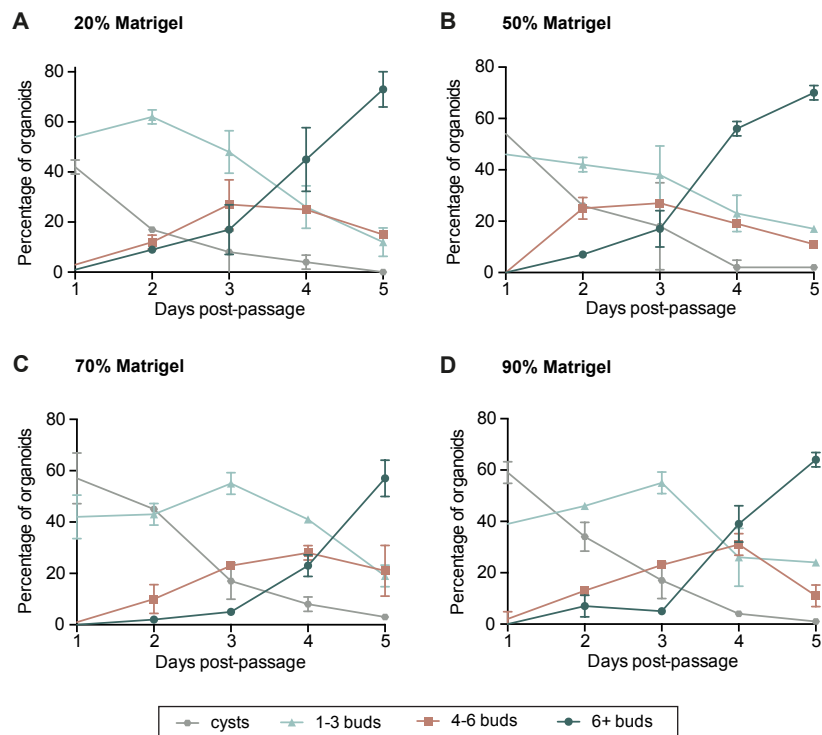 A 20% Matrigel
80
60
40
20
0
Percentage of organoids
1 2 3 4 5
Days post-passage
B 50% Matrigel
80
60
40
20
0
Percentage of organoids
1 2 3 4 5
Days post-passage
C 70% Matrigel
80
60
40
20
0
Percentage of organoids
1 2 3 4 5
Days post-passage
D 90% Matrigel
80
60
40
20
0
Percentage of organoids
1 2 3 4 5
Days post-passage
cysts 1-3 buds 4-6 buds 6+ buds